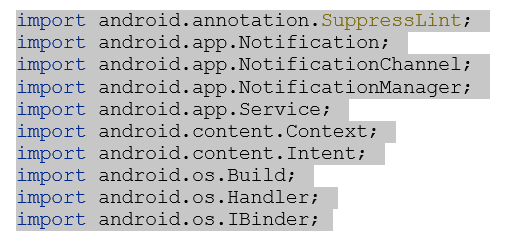 import android.annotation.SuppressLint;
import android.app.Notification;
import android.app.NotificationChannel;
import android.app.NotificationManager;
import android.app.Service;
import android.content.Context;
import android.content.Intent;
import android.os.Build;
import android.os.Handler;
import android.os.IBinder;